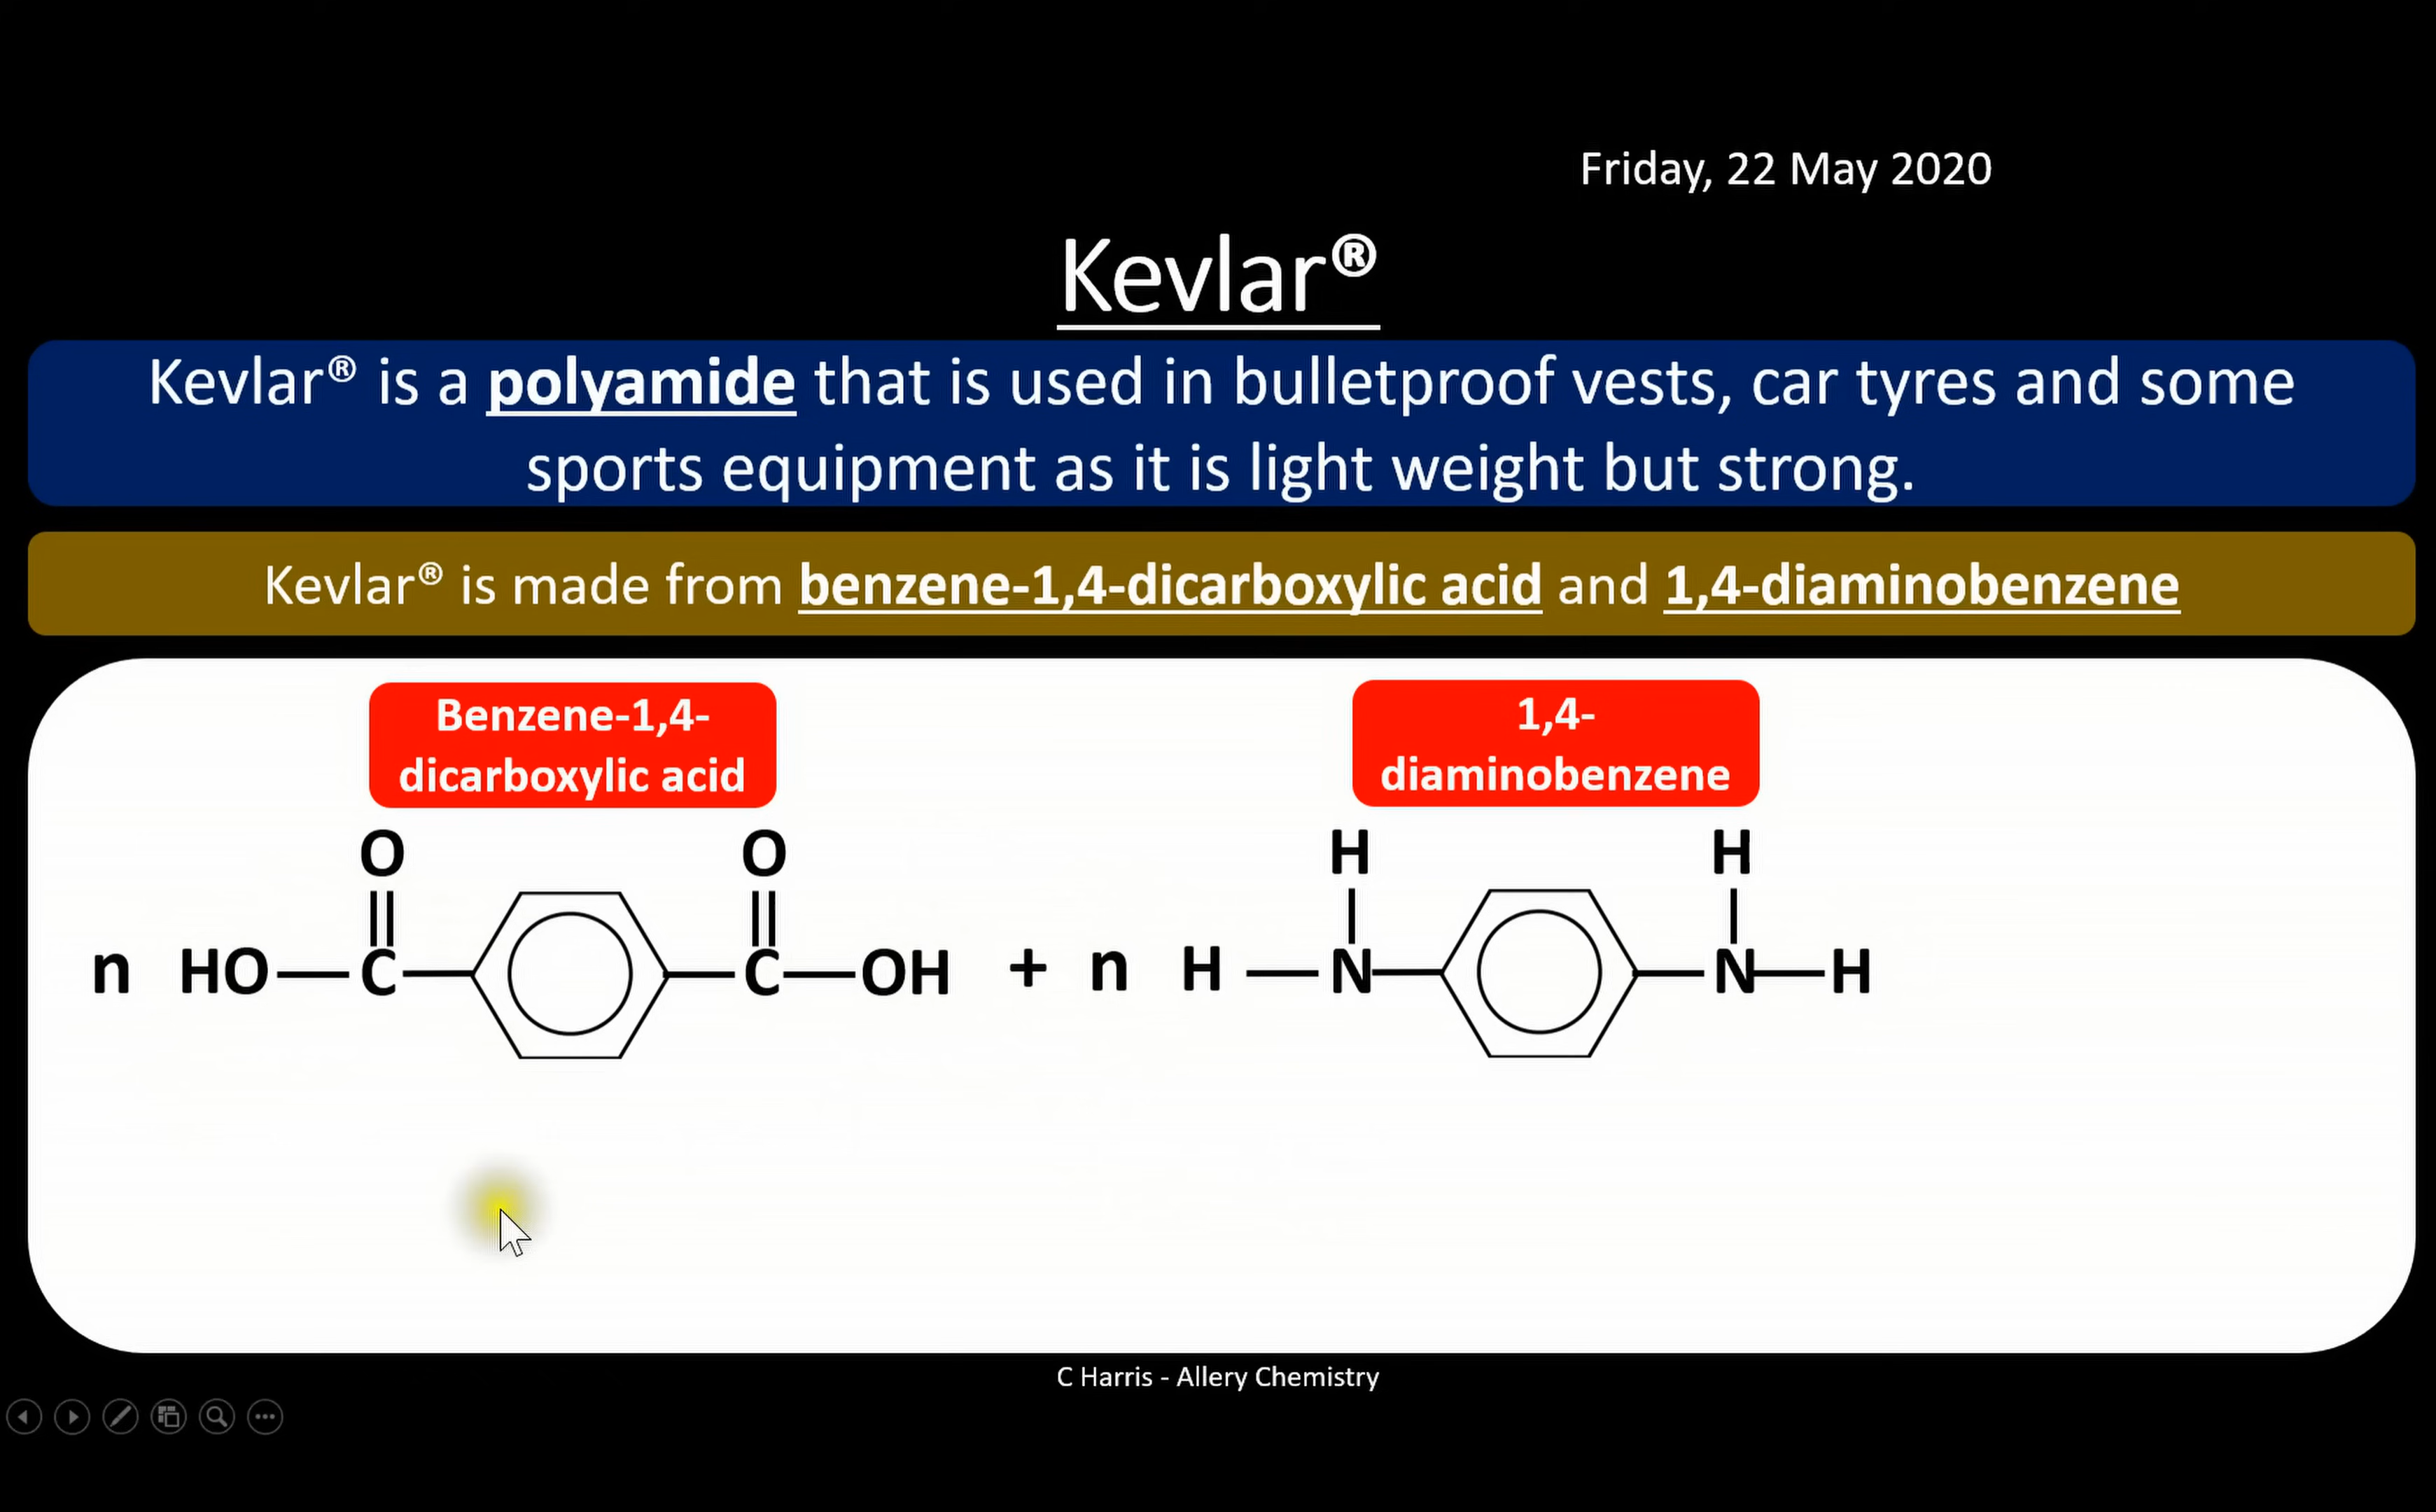 Friday, 22 May 2020
Kevlar®
Kevlar® is a polyamide that is used in bulletproof vests, car tyres and some
sports equipment as it is light weight but strong.
Kevlar® is made from benzene-1,4-dicarboxylic acid and 1,4-diaminobenzene
Benzene-1,4-
dicarboxylic acid
1,4-
diaminobenzene
O O H H
n HO C C OH + n H N N H
C Harris - Allery Chemistry